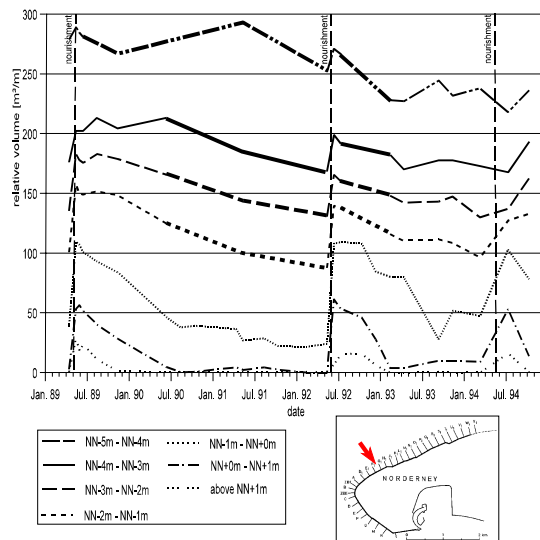 300
250
200
150
100
50
0
relative volume [m³/m]
nourishment
nourishment
nourishment
Jan. 89 Jul. 89 Jan. 90 Jul. 90 Jan. 91 Jul. 91 Jan. 92 Jul. 92 Jan. 93 Jul. 93 Jan. 94 Jul. 94
date
NN-5m - NN-4m
NN-4m - NN-3m
NN-3m - NN-2m
NN-2m - NN-1m
NN-1m - NN+0m
NN+0m - NN+1m
above NN+1m
NORDERNEY